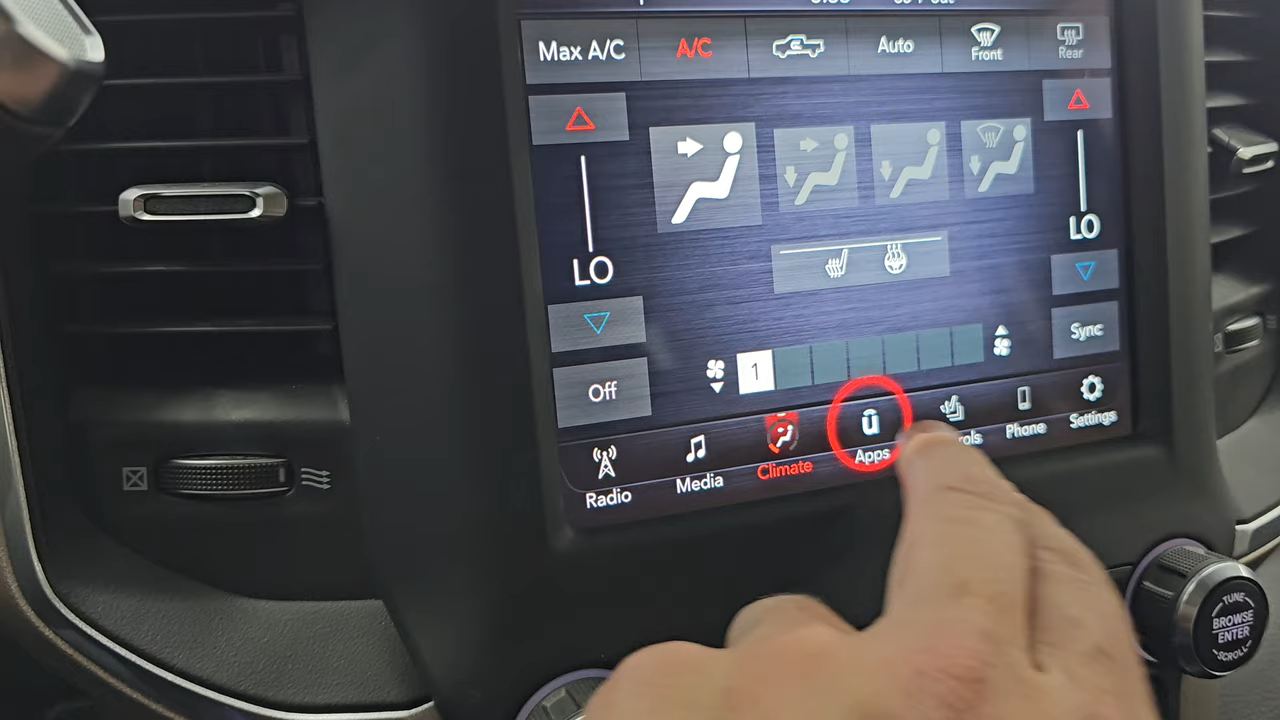 Max A/C
A/C
Auto
Front
Rear
LO
LO
Sync
Off
1
Radio
Media
Climate
Apps
Phone
Settings
TUNE
BROWSE
ENTER
SCROLL